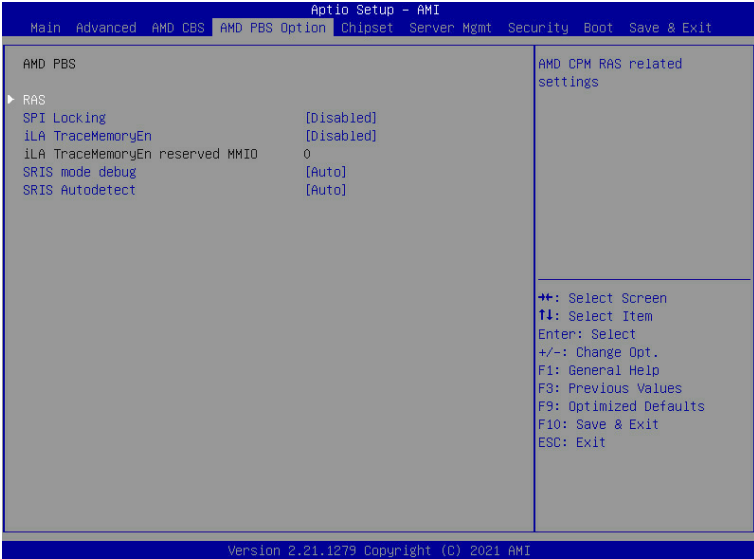 Aptio Setup – AMI
Main Advanced AMD CBS AMD PBS Option Chipset Server Mgmt Security Boot Save & Exit
AMD PBS
RAS
SPI Locking [Disabled]
iLA TraceMemoryEn [Disabled]
iLA TraceMemoryEn reserved MMIO 0
SRIS mode debug [Auto]
SRIS Autodetect [Auto]
AMD CPM RAS related
settings
→←: Select Screen
↑↓: Select Item
Enter: Select
+/-: Change Opt.
F1: General Help
F3: Previous Values
F9: Optimized Defaults
F10: Save & Exit
ESC: Exit
Version 2.21.1279 Copyright (C) 2021 AMI